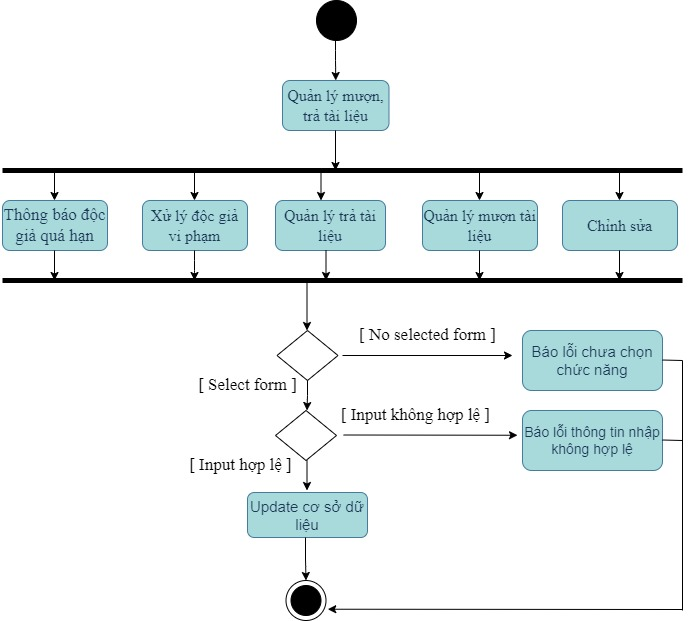 Quản lý mượn,
trả tài liệu
Thông báo độc
giả quá hạn
Xử lý độc giả
vi phạm
Quản lý trả tài
liệu
Quản lý mượn tài
liệu
Chỉnh sửa
[ No selected form ]
Báo lỗi chưa chọn
chức năng
[ Select form ]
[ Input không hợp lệ ]
Báo lỗi thông tin nhập
không hợp lệ
[ Input hợp lệ ]
Update cơ sở dữ
liệu